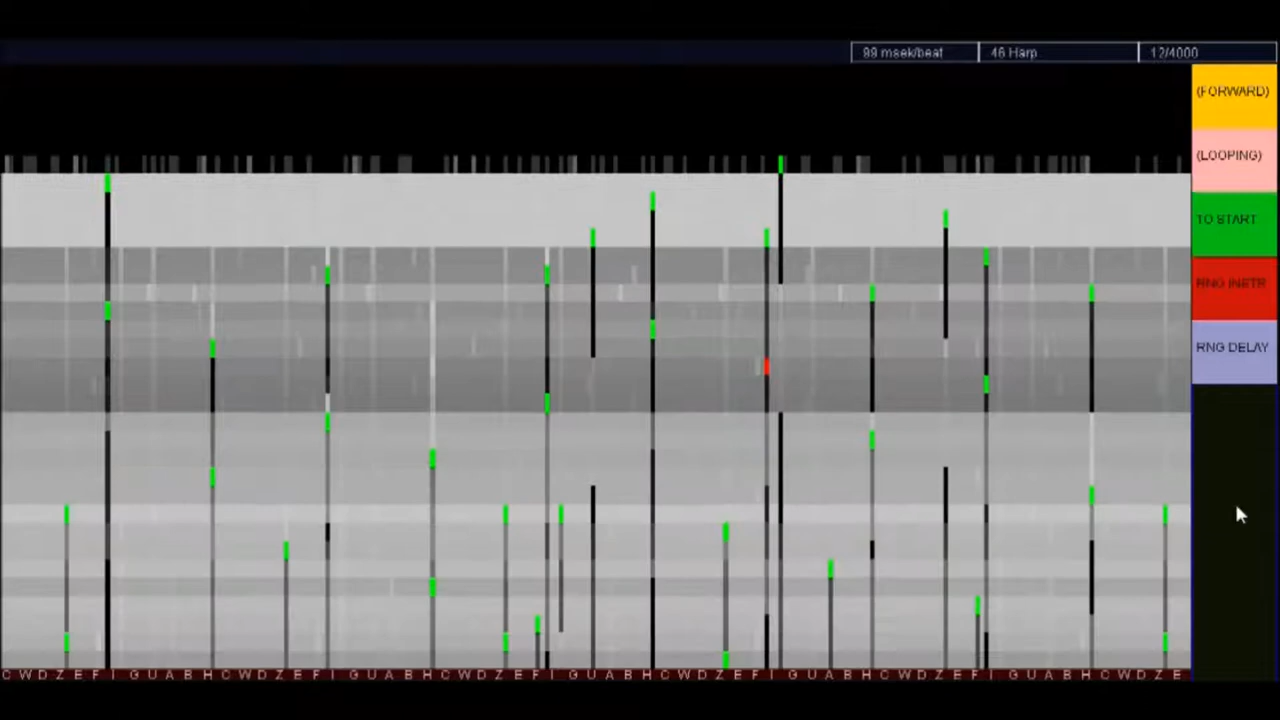 99 msek/beat 46 Harp 12/4000
(FORWARD)
(LOOPING)
TO START
RNG INSTR
RNG DELAY
C W D Z E F I G U A B H C W D Z E F I G U A B H C W D Z E F I G U A B H C W D Z E F I G U A B H C W D Z E F I G U A B H C W D Z E